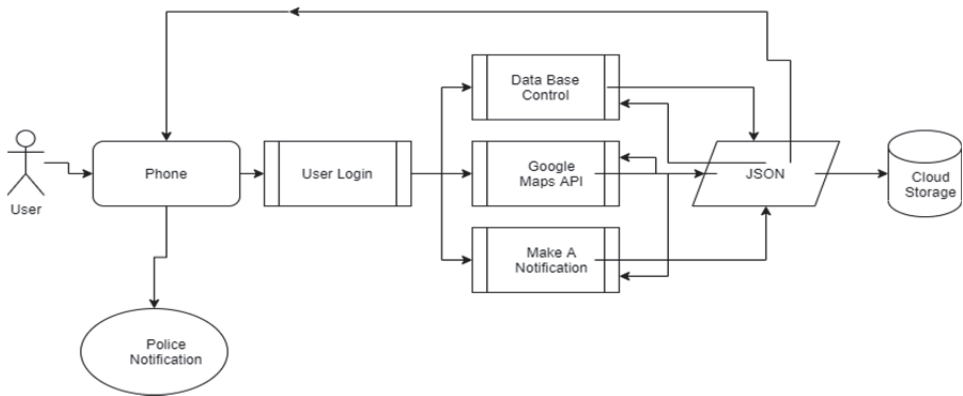 Data Base
Control
Phone
User Login
Google
Maps API
JSON
Cloud
Storage
User
Make A
Notification
Police
Notification